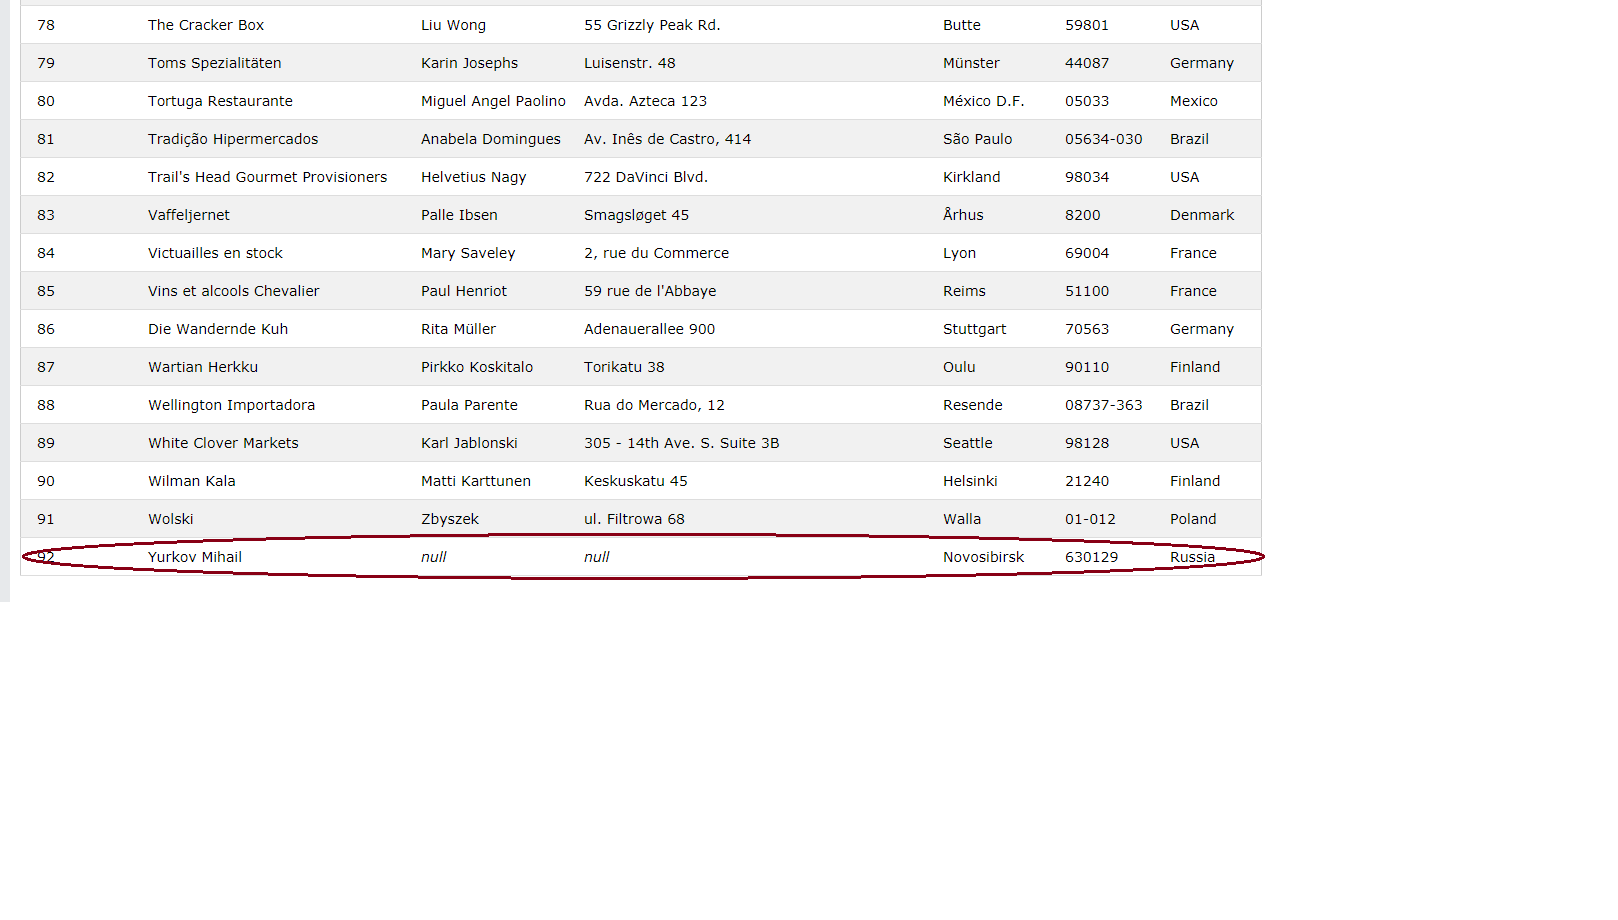 78 The Cracker Box Liu Wong 55 Grizzly Peak Rd. Butte 59801 USA
79 Toms Spezialitäten Karin Josephs Luisenstr. 48 Münster 44087 Germany
80 Tortuga Restaurante Miguel Angel Paolino Avda. Azteca 123 México D.F. 05033 Mexico
81 Tradição Hipermercados Anabela Domingues Av. Inês de Castro, 414 São Paulo 05634-030 Brazil
82 Trail's Head Gourmet Provisioners Helvetius Nagy 722 DaVinci Blvd. Kirkland 98034 USA
83 Vaffeljernet Palle Ibsen Smagsløget 45 Århus 8200 Denmark
84 Victuailles en stock Mary Saveley 2, rue du Commerce Lyon 69004 France
85 Vins et alcools Chevalier Paul Henriot 59 rue de l'Abbaye Reims 51100 France
86 Die Wandernde Kuh Rita Müller Adenauerallee 900 Stuttgart 70563 Germany
87 Wartian Herkku Pirkko Koskitalo Torikatu 38 Oulu 90110 Finland
88 Wellington Importadora Paula Parente Rua do Mercado, 12 Resende 08737-363 Brazil
89 White Clover Markets Karl Jablonski 305 - 14th Ave. S. Suite 3B Seattle 98128 USA
90 Wilman Kala Matti Karttunen Keskuskatu 45 Helsinki 21240 Finland
91 Wolski Zbyszek ul. Filtrowa 68 Walla 01-012 Poland
92 Yurkov Mihail null null Novosibirsk 630129 Russia